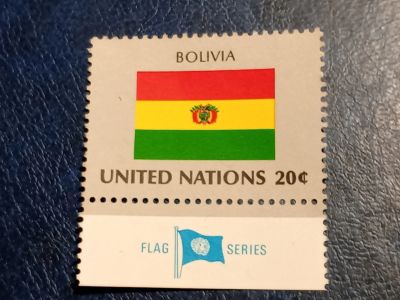 BOLIVIA
UNITED NATIONS 20¢
FLAG SERIES